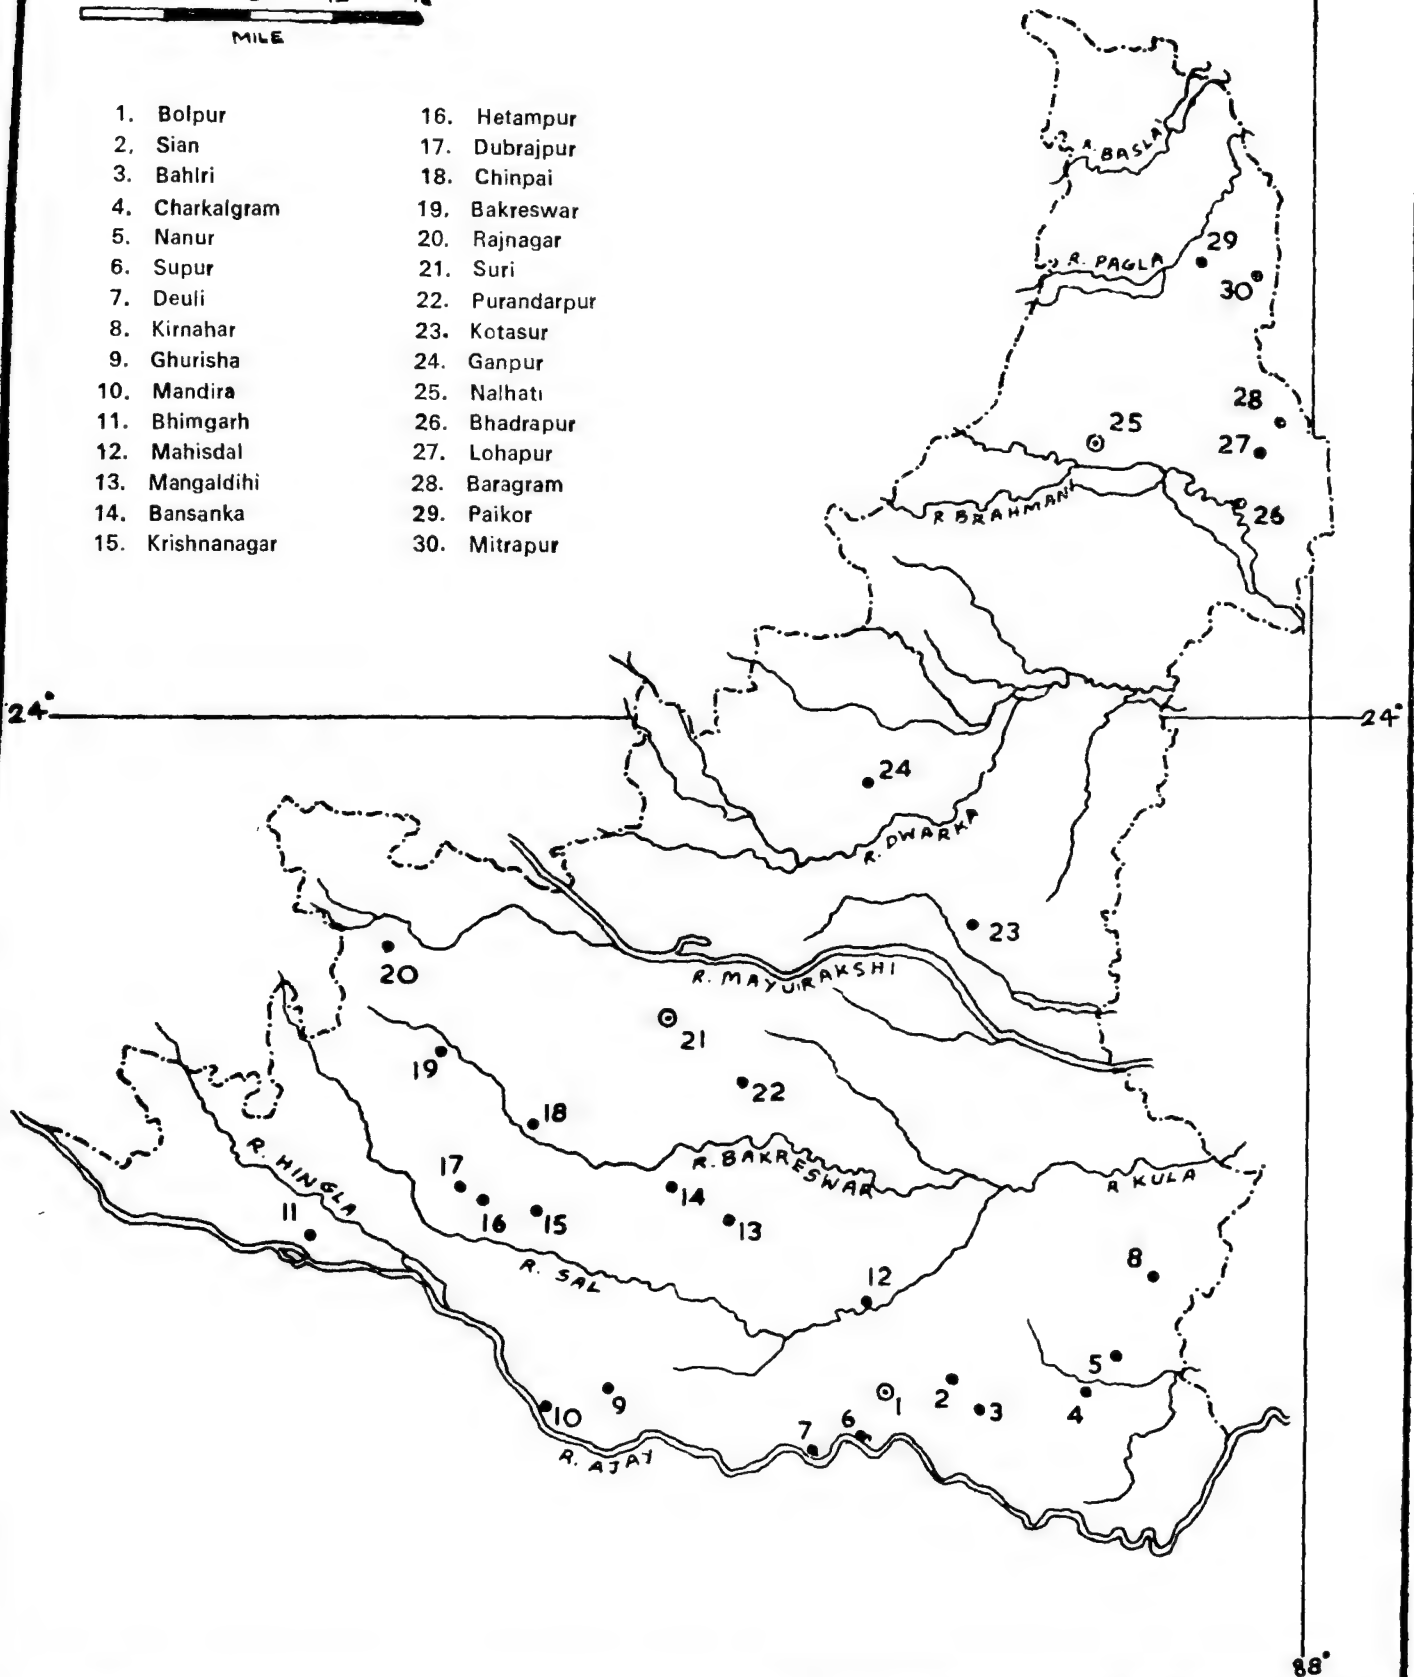 MILE
1. Bolpur
2, Sian
3. Bahlri
4. Charkalgram
5. Nanur
6. Supur
7. Deuli
8. Kirnahar
9. Ghurisha
10. Mandira
11. Bhimgarh
12. Mahisdal
13. Mangaldihi
14. Bansanka
15. Krishnanagar
16. Hetampur
17. Dubrajpur
18. Chinpai
19. Bakreswar
20. Rajnagar
21. Suri
22. Purandarpur
23. Kotasur
24. Ganpur
25. Nalhati
26. Bhadrapur
27. Lohapur
28. Baragram
29. Paikor
30. Mitrapur
R. BASLAI
29
R. PAGLA
30
28
25
27
R BRAHMANI
26
24°
24°
24
R. DWARKA
23
20
R. MAYURAKSHI
21
19
22
18
R. HINGLA
17
R. BAKRESWAR
R KULA
14
11
16
15
13
8
R. SAL
12
5
2
1
3
4
10
9
7
6
R. AJAY
88°